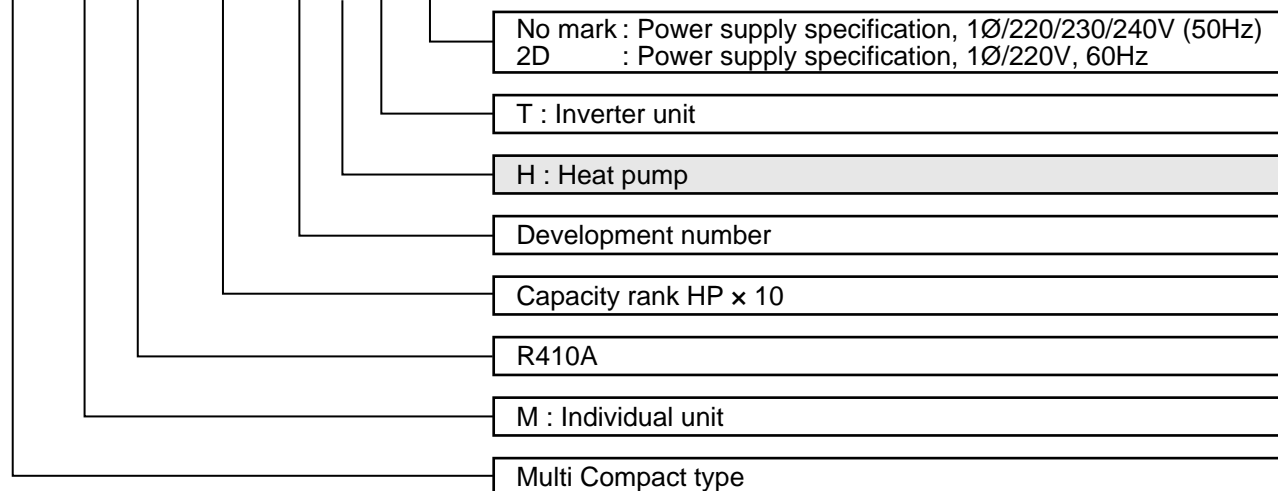 No mark : Power supply specification, 1Ø/220/230/240V (50Hz)
2D : Power supply specification, 1Ø/220V, 60Hz
T : Inverter unit
H : Heat pump
Development number
Capacity rank HP × 10
R410A
M : Individual unit
Multi Compact type